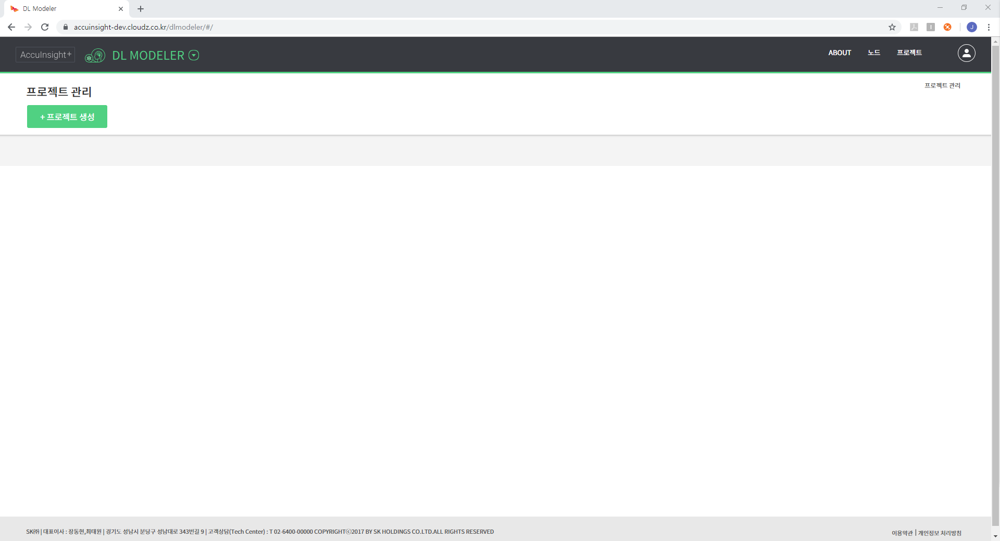 DL Modeler
accuinsight-dev.cloudz.co.kr/dlmodeler/#/
J
AccuInsight+
DL MODELER
ABOUT
노드
프로젝트
프로젝트 관리
프로젝트 관리
+ 프로젝트 생성
SK㈜ | 대표이사 : 장동현,최태원 | 경기도 성남시 분당구 성남대로 343번길 9 | 고객상담(Tech Center) : T 02-6400-00000 COPYRIGHTⓒ2017 BY SK HOLDINGS CO.LTD.ALL RIGHTS RESERVED
이용약관 | 개인정보 처리방침